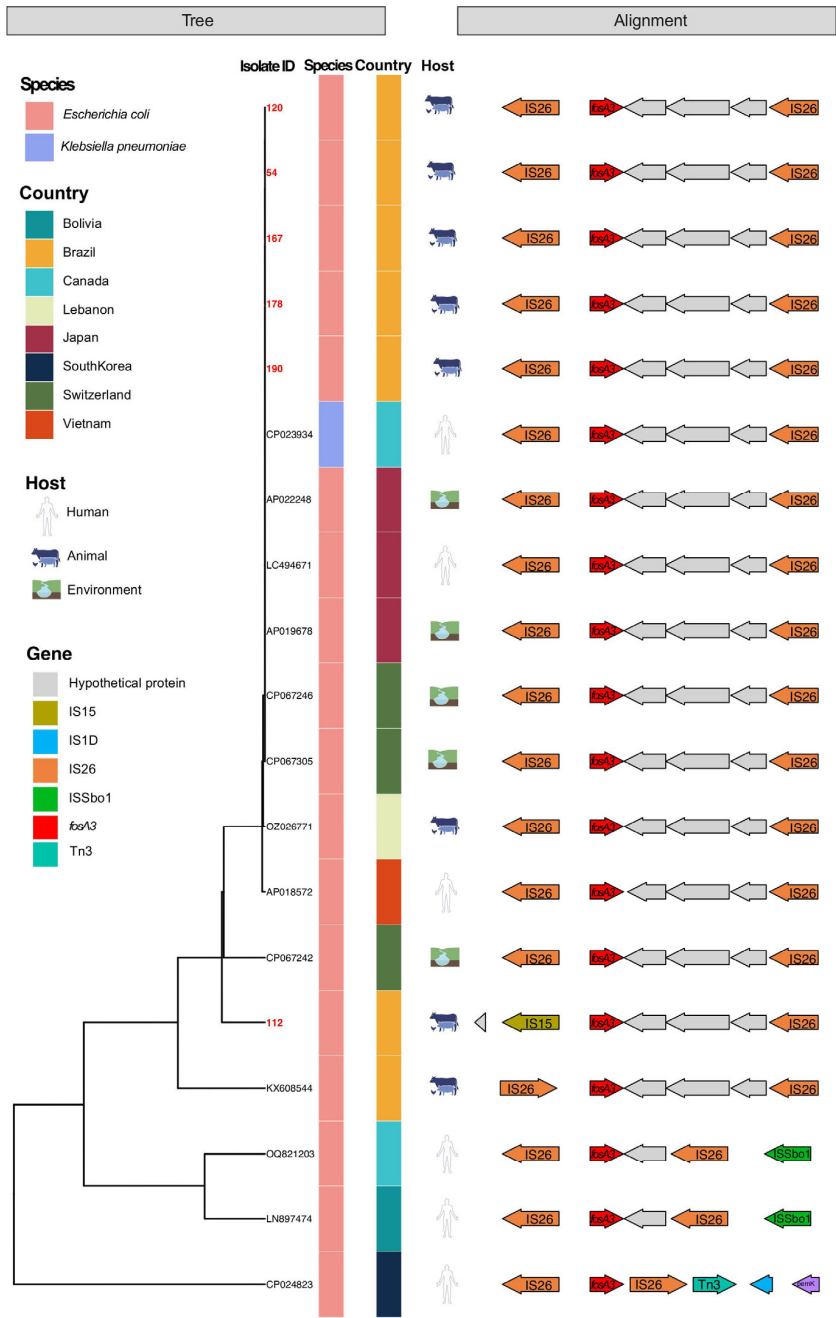 Tree
Alignment
Isolate ID Species Country Host
Species
Escherichia coli
Klebsiella pneumoniae
Country
Bolivia
Brazil
Canada
Lebanon
Japan
SouthKorea
Switzerland
Vietnam
Host
Human
Animal
Environment
Gene
Hypothetical protein
IS15
IS1D
IS26
ISSbo1
fosA3
Tn3
120 IS26 fosA3 IS26
54 IS26 fosA3 IS26
167 IS26 fosA3 IS26
178 IS26 fosA3 IS26
190 IS26 fosA3 IS26
CP023934 IS26 fosA3 IS26
AP022248 IS26 fosA3 IS26
LC494671 IS26 fosA3 IS26
AP019678 IS26 fosA3 IS26
CP067246 IS26 fosA3 IS26
CP067305 IS26 fosA3 IS26
OZ026771 IS26 fosA3 IS26
AP018572 IS26 fosA3 IS26
CP067242 IS26 fosA3 IS26
112 IS15 fosA3 IS26
KX608544 IS26 fosA3 IS26
OQ821203 IS26 fosA3 IS26 ISSbo1
LN897474 IS26 fosA3 IS26 ISSbo1
CP024823 IS26 fosA3 IS26 Tn3 pemK